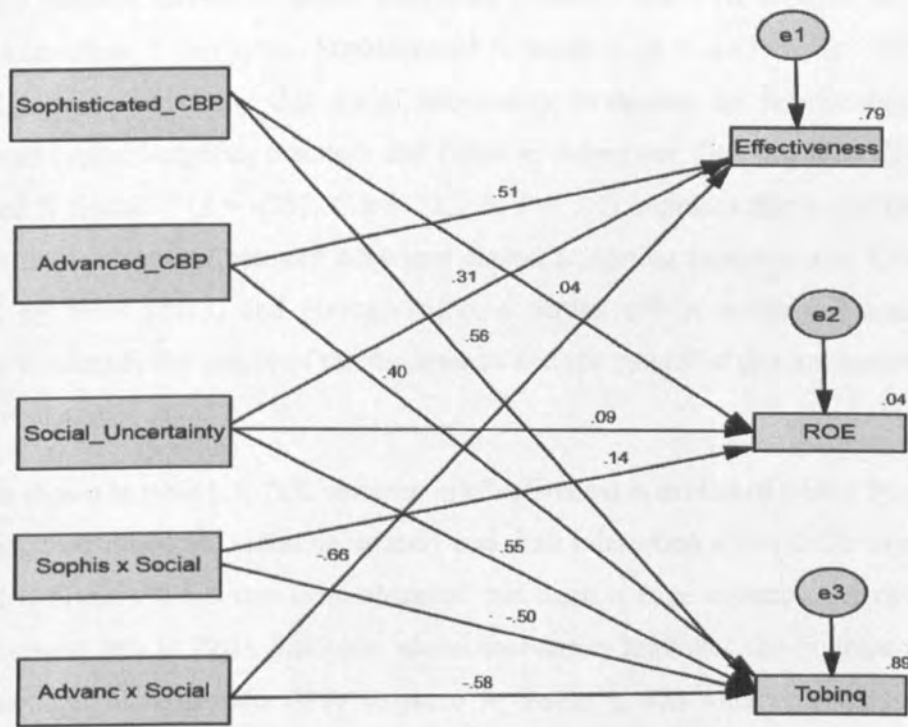 e1
.79
Sophisticated_CBP
Effectiveness
.51
Advanced_CBP
.31
.04
.56
e2
-.40
.04
Social_Uncertainty
.09
ROE
.14
Sophis x Social
-.66
.55
-.50
e3
.89
Advanc x Social
-.58
Tobinq